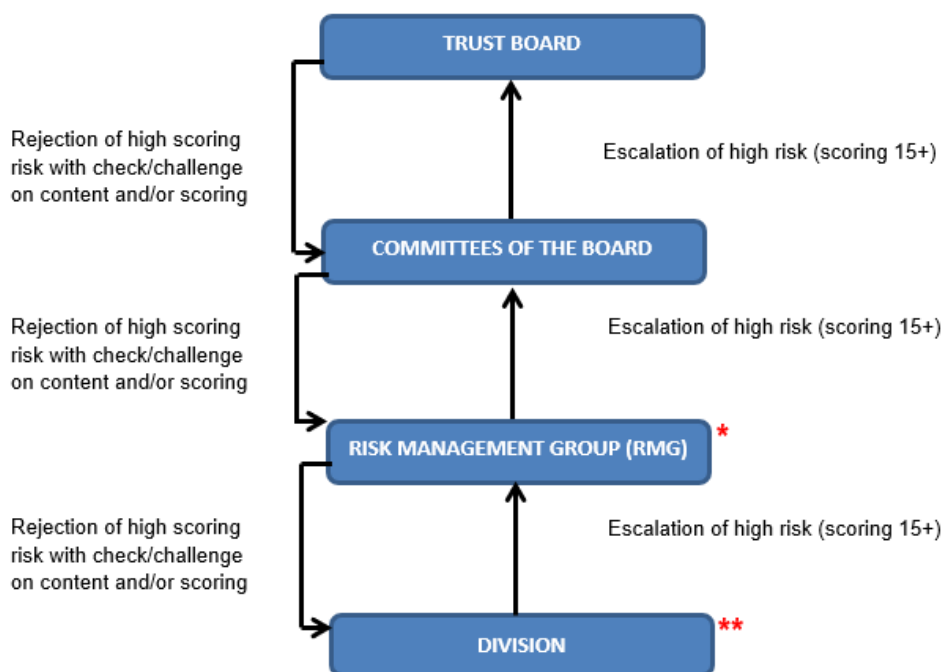 TRUST BOARD
Rejection of high scoring
risk with check/challenge
on content and/or scoring
Escalation of high risk (scoring 15+)
COMMITTEES OF THE BOARD
Rejection of high scoring
risk with check/challenge
on content and/or scoring
Escalation of high risk (scoring 15+)
RISK MANAGEMENT GROUP (RMG) *
Rejection of high scoring
risk with check/challenge
on content and/or scoring
Escalation of high risk (scoring 15+)
DIVISION **